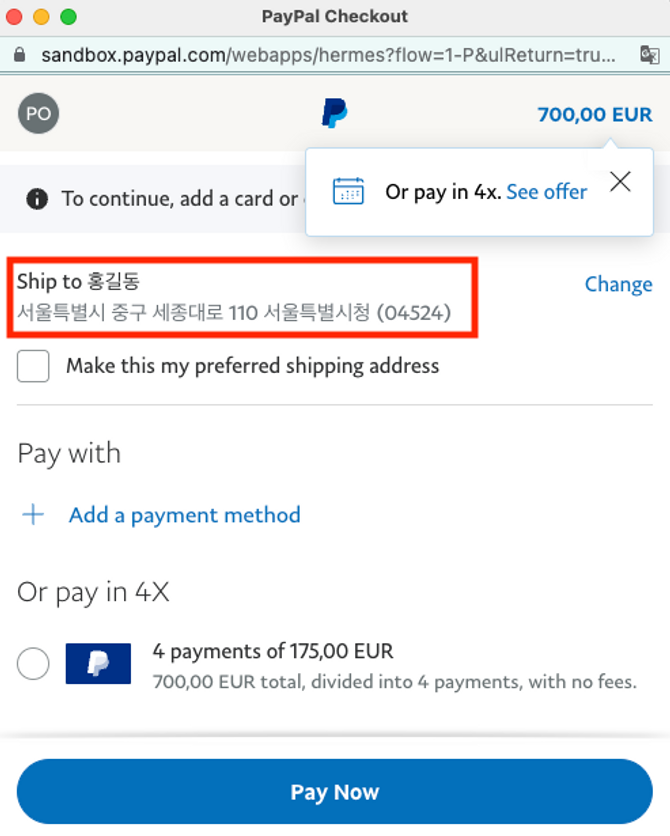 PayPal Checkout
sandbox.paypal.com/webapps/hermes?flow=1-P&ulReturn=tru...
PO
700,00 EUR
Or pay in 4x. See offer
To continue, add a card or
Ship to 홍길동
Change
서울특별시 중구 세종대로 110 서울특별시청 (04524)
Make this my preferred shipping address
Pay with
+ Add a payment method
Or pay in 4X
4 payments of 175,00 EUR
700,00 EUR total, divided into 4 payments, with no fees.
Pay Now